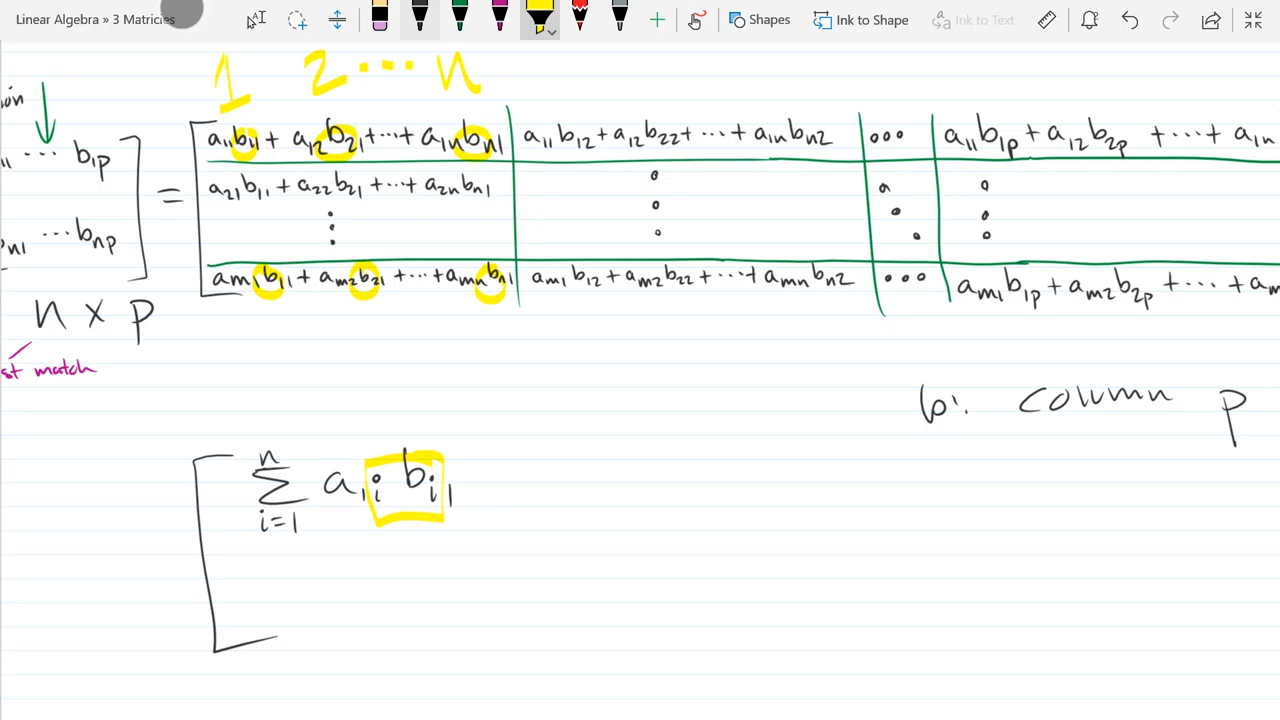 Linear Algebra » 3 Matricies
Shapes
Ink to Shape
Ink to Text
1 2 ⋯ n
⋯ b₁ₚ
= [ a₁₁b₁₁ + a₁₂b₂₁ + ⋯ + a₁ₙbₙ₁ a₁₁b₁₂ + a₁₂b₂₂ + ⋯ + a₁ₙbₙ₂ ⋯ a₁₁b₁ₚ + a₁₂b₂ₚ + ⋯ + a₁ₙ
a₂₁b₁₁ + a₂₂b₂₁ + ⋯ + a₂ₙbₙ₁ ⋮ ⋱ ⋮
⋮
bₙ₁ ⋯ bₙₚ ]
aₘ₁b₁₁ + aₘ₂b₂₁ + ⋯ + aₘₙbₙ₁ aₘ₁b₁₂ + aₘ₂b₂₂ + ⋯ + aₘₙbₙ₂ ⋯ aₘ₁b₁ₚ + aₘ₂b₂ₚ + ⋯ + aₘ
n × p
match
b: column p
[ ∑ⁿᵢ₌₁ a₁ᵢ bᵢ₁